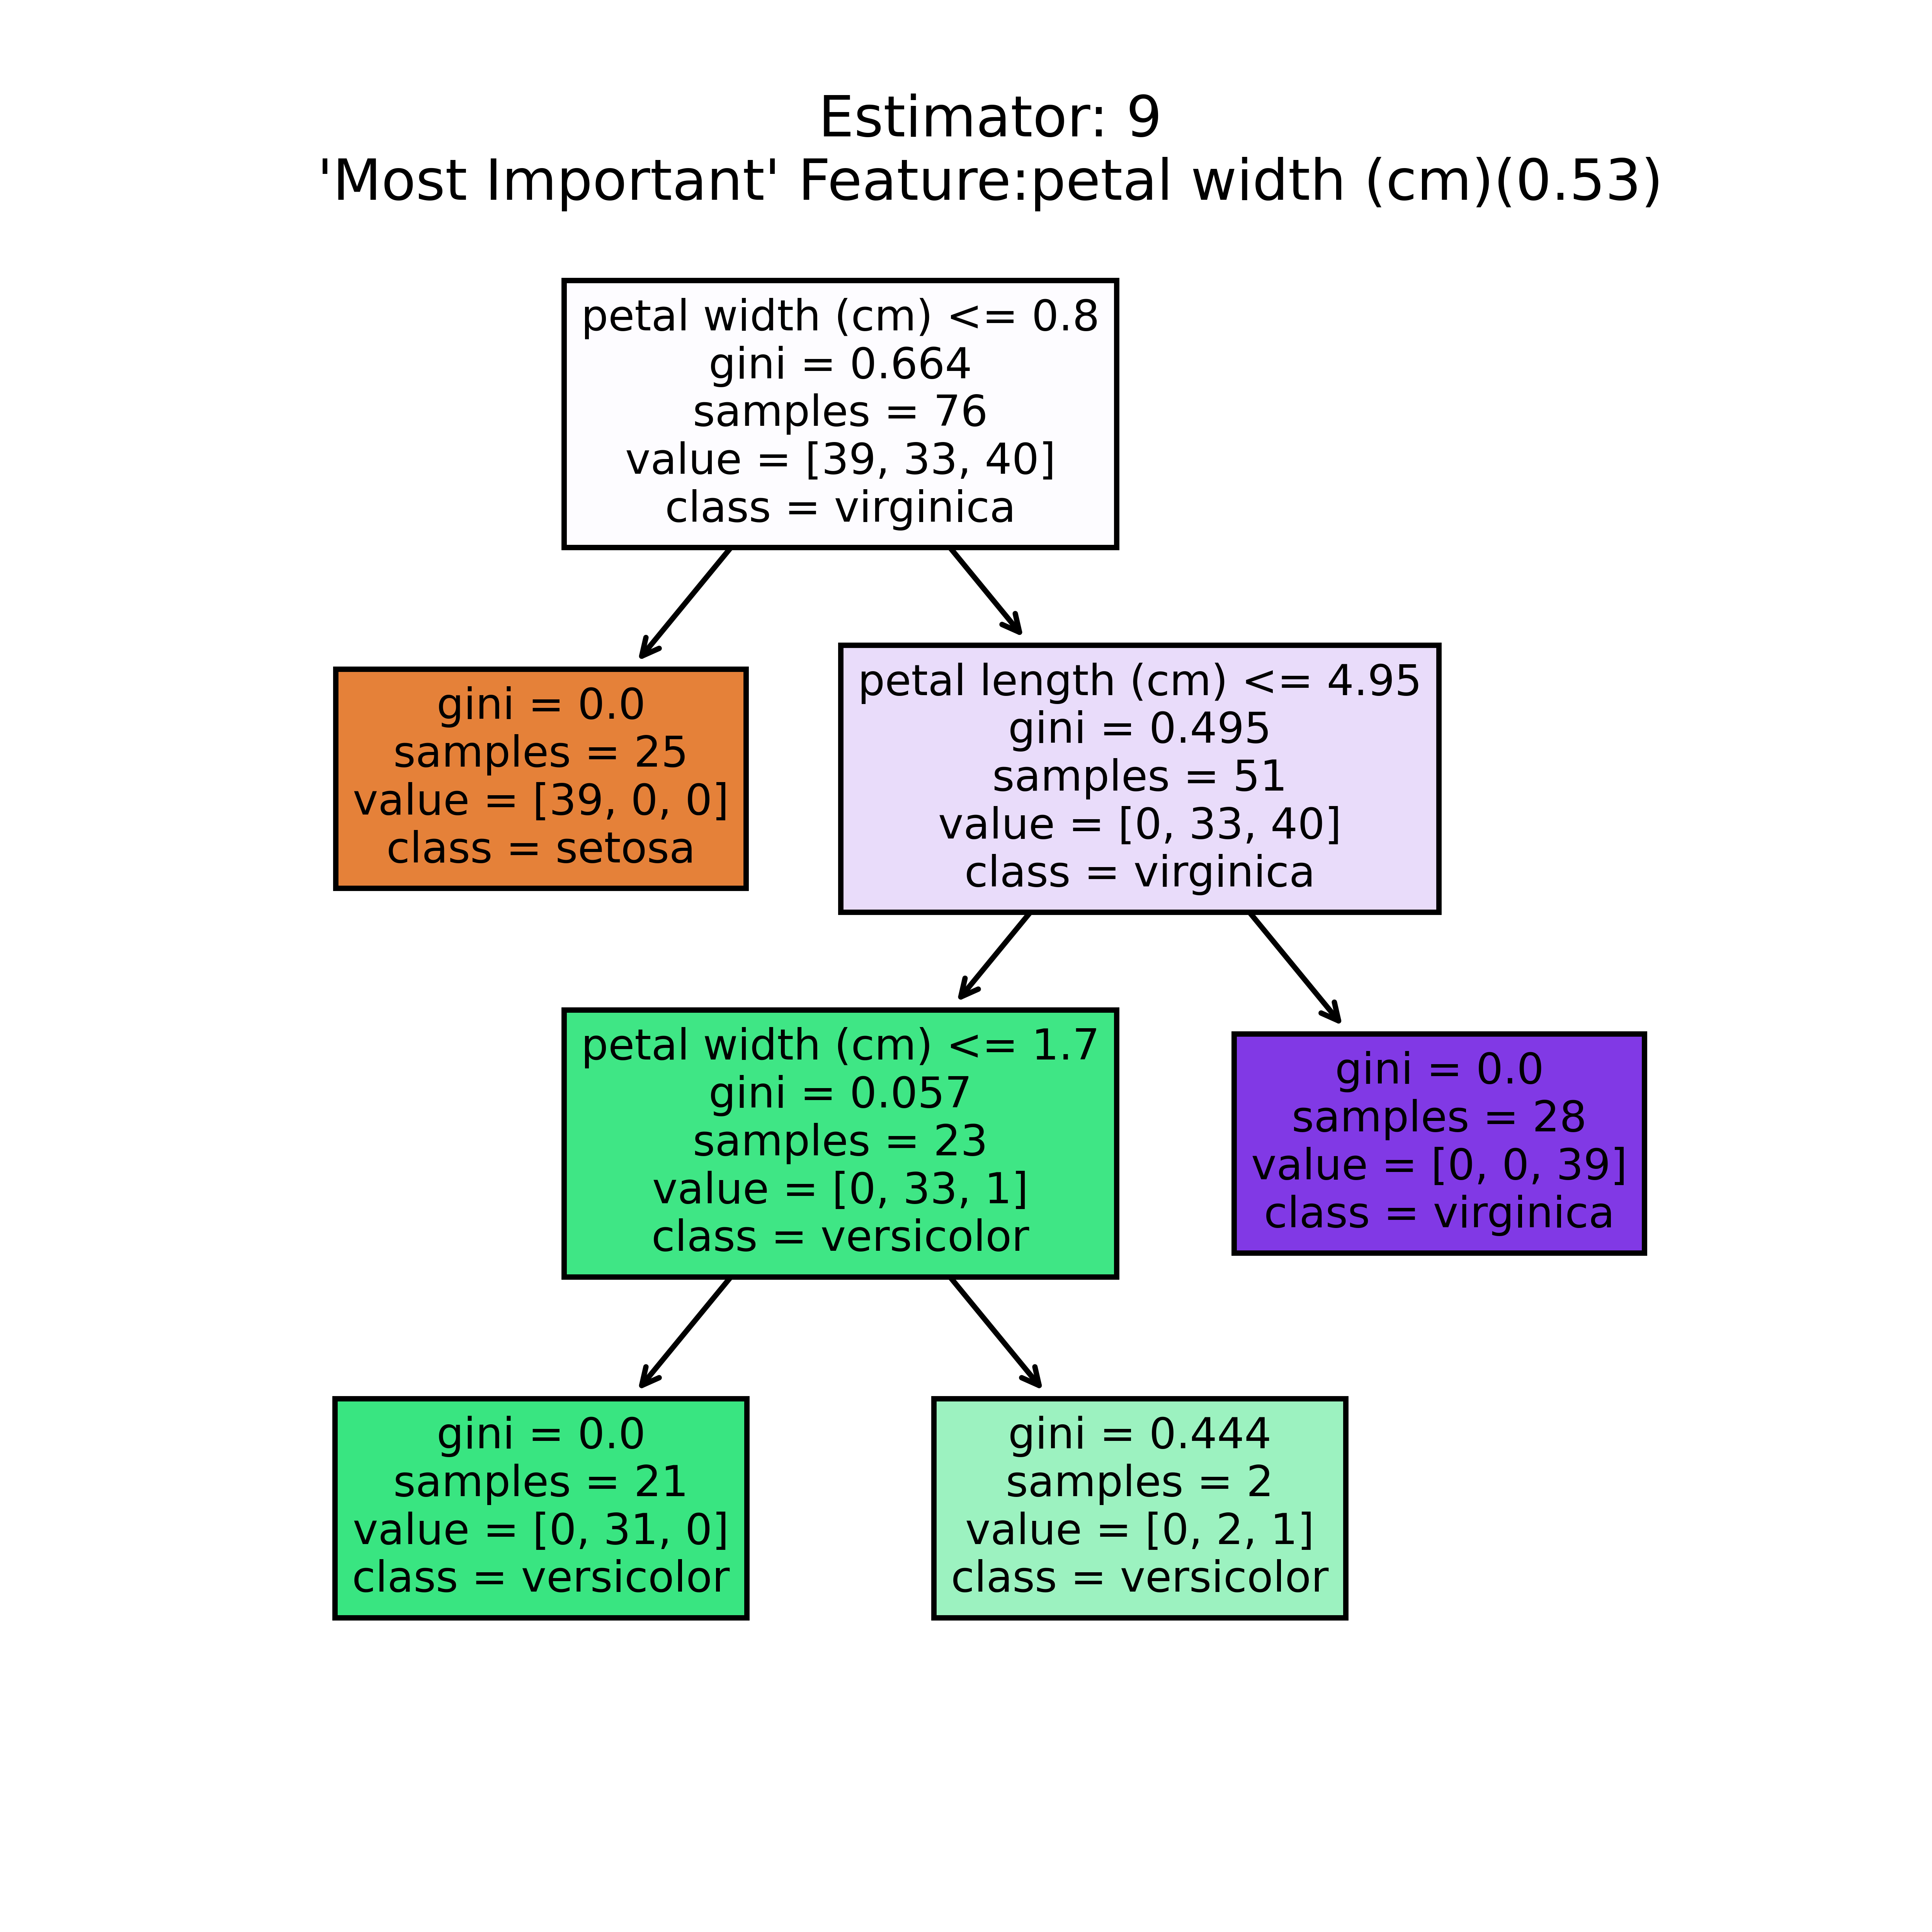 Estimator: 9
'Most Important' Feature:petal width (cm)(0.53)
petal width (cm) <= 0.8
gini = 0.664
samples = 76
value = [39, 33, 40]
class = virginica
gini = 0.0
samples = 25
value = [39, 0, 0]
class = setosa
petal length (cm) <= 4.95
gini = 0.495
samples = 51
value = [0, 33, 40]
class = virginica
petal width (cm) <= 1.7
gini = 0.057
samples = 23
value = [0, 33, 1]
class = versicolor
gini = 0.0
samples = 28
value = [0, 0, 39]
class = virginica
gini = 0.0
samples = 21
value = [0, 31, 0]
class = versicolor
gini = 0.444
samples = 2
value = [0, 2, 1]
class = versicolor